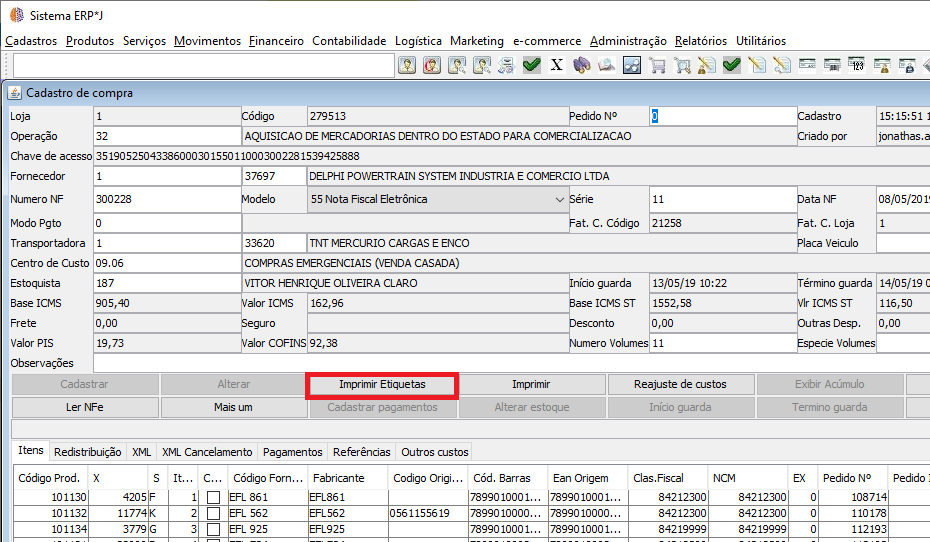 Sistema ERP*J
Cadastros Produtos Serviços Movimentos Financeiro Contabilidade Logística Marketing e-commerce Administração Relatórios Utilitários
X 123
Cadastro de compra
Loja 1 Código 279513 Pedido Nº 0 Cadastro 15:15:51 1
Operação 32 AQUISICAO DE MERCADORIAS DENTRO DO ESTADO PARA COMERCIALIZACAO Criado por jonathas.a
Chave de acesso 35190525043386000301550110003002281539425888
Fornecedor 1 37697 DELPHI POWERTRAIN SYSTEM INDUSTRIA E COMERCIO LTDA
Numero NF 300228 Modelo 55 Nota Fiscal Eletrônica Série 11 Data NF 08/05/2019
Modo Pgto 0 Fat. C. Código 21258 Fat. C. Loja 1
Transportadora 1 33620 TNT MERCURIO CARGAS E ENCO Placa Veiculo
Centro de Custo 09.06 COMPRAS EMERGENCIAIS (VENDA CASADA)
Estoquista 187 VITOR HENRIQUE OLIVEIRA CLARO Início guarda 13/05/19 10:22 Término guarda 14/05/19 0
Base ICMS 905,40 Valor ICMS 162,96 Base ICMS ST 1552,58 Vlr ICMS ST 116,50
Frete 0,00 Seguro Desconto 0,00 Outras Desp. 0,00
Valor PIS 19,73 Valor COFINS 92,38 Numero Volumes 11 Especie Volumes
Observações
Cadastrar Alterar Imprimir Etiquetas Imprimir Reajuste de custos Exibir Acúmulo
Ler NFe Mais um Cadastrar pagamentos Alterar estoque Início guarda Termino guarda
Itens Redistribuição XML XML Cancelamento Pagamentos Referências Outros custos
Código Prod. X S Ite... C... Código Forn... Fabricante Codigo Origi... Cód. Barras Ean Origem Clas.Fiscal NCM EX Pedido Nº Pedido I
101130 4205 F 1 EFL 861 EFL861 7899010001... 7899010001... 84212300 84212300 0 108714
101132 11774 K 2 EFL 562 EFL562 0561155619 7899010000... 7899010000... 84212300 84212300 0 110178
101134 3779 G 3 EFL 925 EFL925 7899010001... 7899010001... 84219999 84219999 0 112193